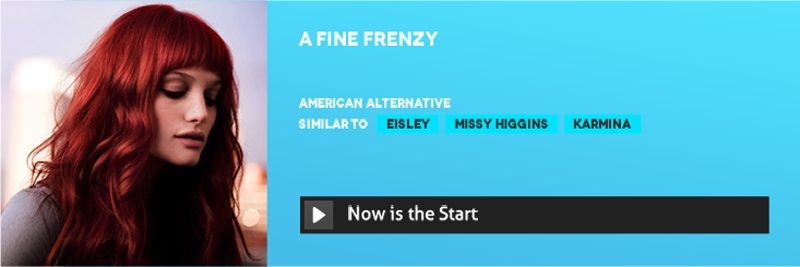 A FINE FRENZY
AMERICAN ALTERNATIVE
SIMILAR TO EISLEY MISSY HIGGINS KARMINA
Now is the Start